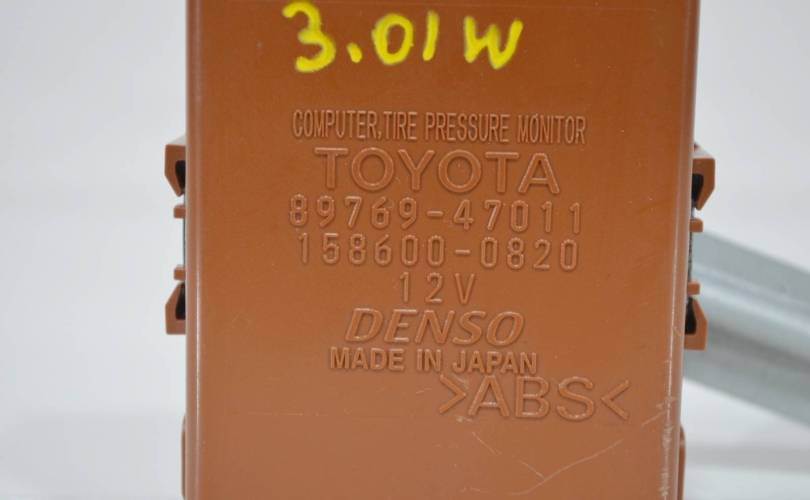 3.01W
COMPUTER,TIRE PRESSURE MONITOR
TOYOTA
89769-47011
158600-0820
12V
DENSO
MADE IN JAPAN
>ABS<